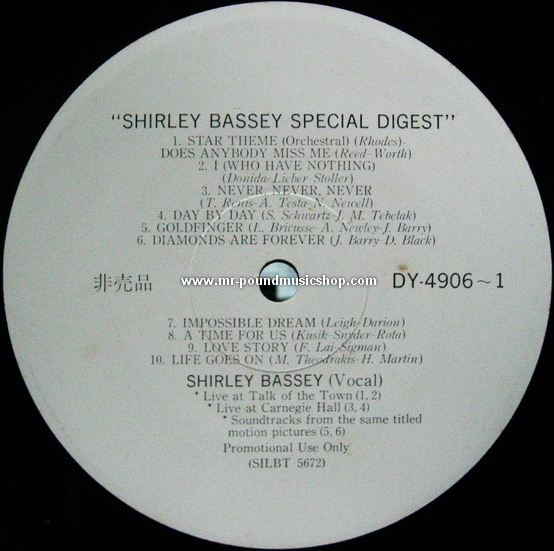 "SHIRLEY BASSEY SPECIAL DIGEST"
1. STAR THEME (Orchestral) (Rhodes)-
DOES ANYBODY MISS ME (Reed-Worth)
2. I (WHO HAVE NOTHING)
(Donida-Lieber-Stoller)
3. NEVER, NEVER, NEVER
(T. Renis-A. Testa-N. Newell)
4. DAY BY DAY (S. Schwartz-J. M. Tebelak)
5. GOLDFINGER (L. Bricusse-A. Newley-J. Barry)
6. DIAMONDS ARE FOREVER (J. Barry-D. Black)
非売品 www.mr-poundmusicshop.com DY-4906~1
7. IMPOSSIBLE DREAM (Leigh-Darion)
8. A TIME FOR US (Kusik-Snyder-Rota)
9. LOVE STORY (F. Lai-Sigman)
10. LIFE GOES ON (M. Theodrakis-H. Martin)
SHIRLEY BASSEY (Vocal)
* Live at Talk of the Town (1, 2)
* Live at Carnegie Hall (3, 4)
* Soundtracks from the same titled
motion pictures (5, 6)
Promotional Use Only
(SILBT 5672)